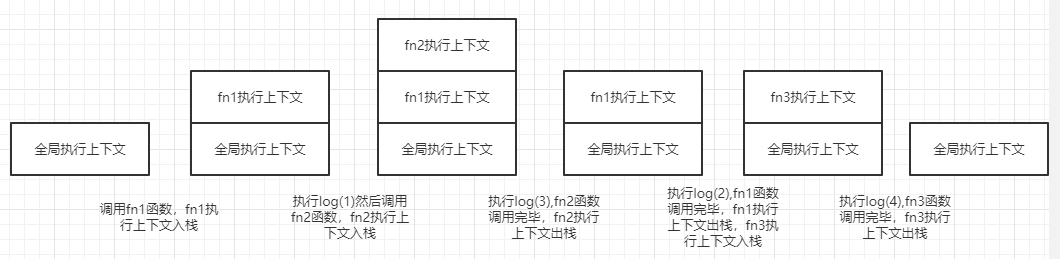 fn2执行上下文
fn1执行上下文
fn1执行上下文
fn1执行上下文
fn3执行上下文
全局执行上下文
全局执行上下文
全局执行上下文
全局执行上下文
全局执行上下文
全局执行上下文
调用fn1函数，fn1执
行上下文入栈
执行log(1)然后调用
fn2函数，fn2执行上
下文入栈
执行log(3),fn2函数
调用完毕，fn2执行
上下文出栈
执行log(2),fn1函数
调用完毕，fn1执行
上下文出栈，fn3执
行上下文入栈
执行log(4),fn3函数
调用完毕，fn3执行
上下文出栈